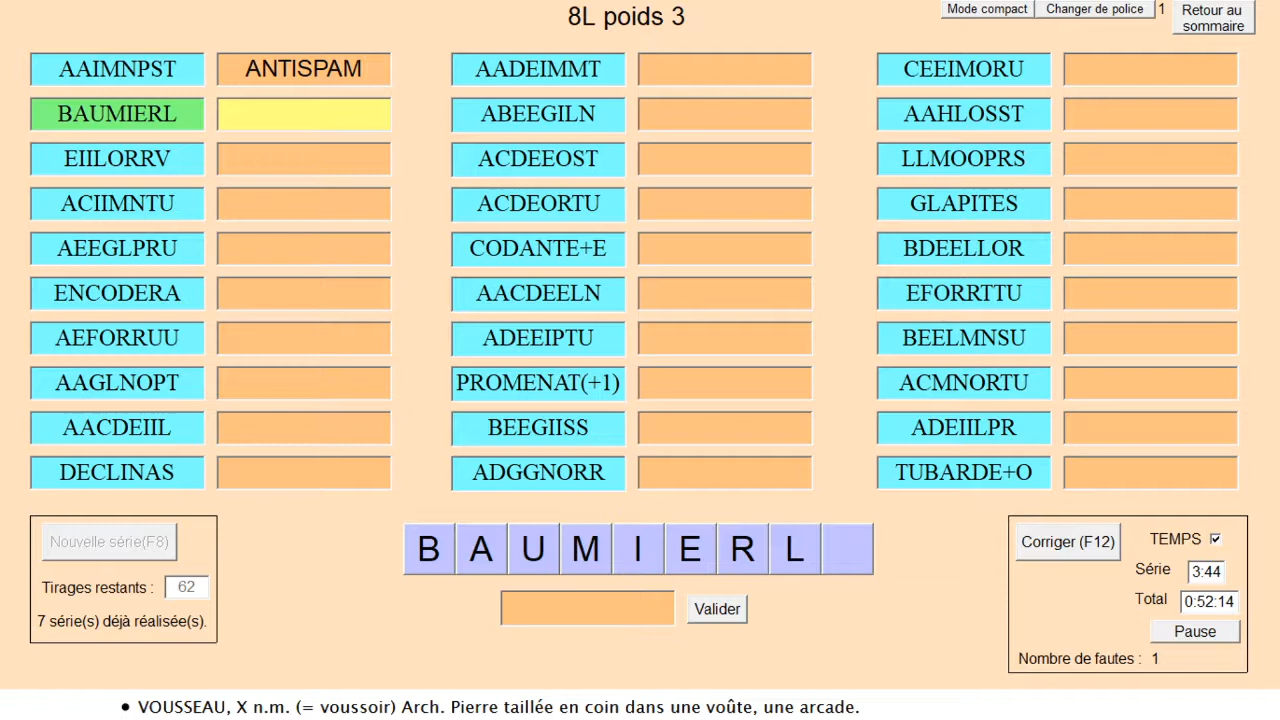 8L poids 3
Mode compact Changer de police 1 Retour au sommaire
AAIMNPST ANTISPAM AADEIMMT CEEIMORU
BAUMIERL ABEEGILN AAHLOSST
EIILORRV ACDEEOST LLMOOPRS
ACIIMNTU ACDEORTU GLAPITES
AEEGLPRU CODANTE+E BDEELLOR
ENCODERA AACDEELN EFORRTTU
AEFORRUU ADEEIPTU BEELMNSU
AAGLNOPT PROMENAT(+1) ACMNORTU
AACDEIIL BEEGIISS ADEIILPR
DECLINAS ADGGNORR TUBARDE+O
Nouvelle série(F8)
Tirages restants : 62
7 série(s) déjà réalisée(s).
B A U M I E R L
Valider
Corriger (F12) TEMPS
Série 3:44
Total 0:52:14
Pause
Nombre de fautes : 1
• VOUSSEAU, X n.m. (= voussoir) Arch. Pierre taillée en coin dans une voûte, une arcade.